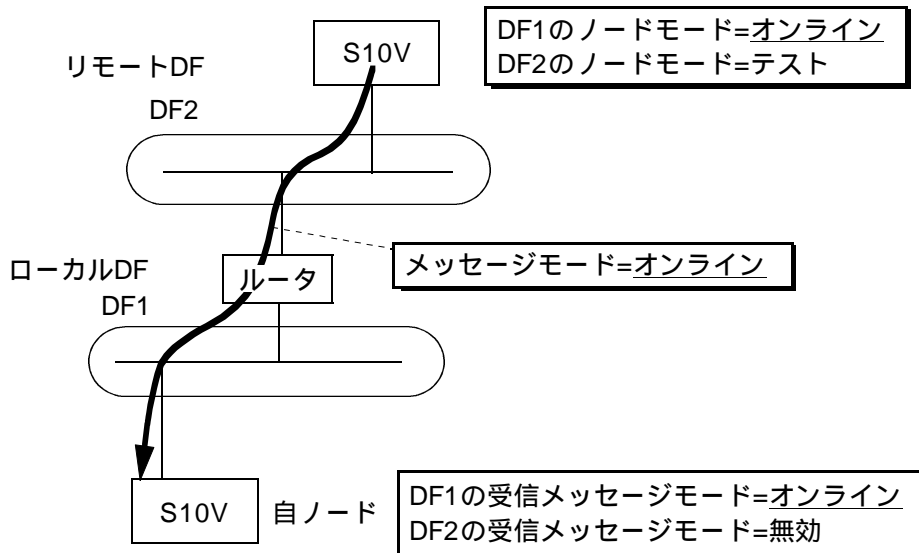 S10V
DF1のノードモード=オンライン
DF2のノードモード=テスト
リモートDF
DF2
メッセージモード=オンライン
ローカルDF
DF1
ルータ
S10V
自ノード
DF1の受信メッセージモード=オンライン
DF2の受信メッセージモード=無効